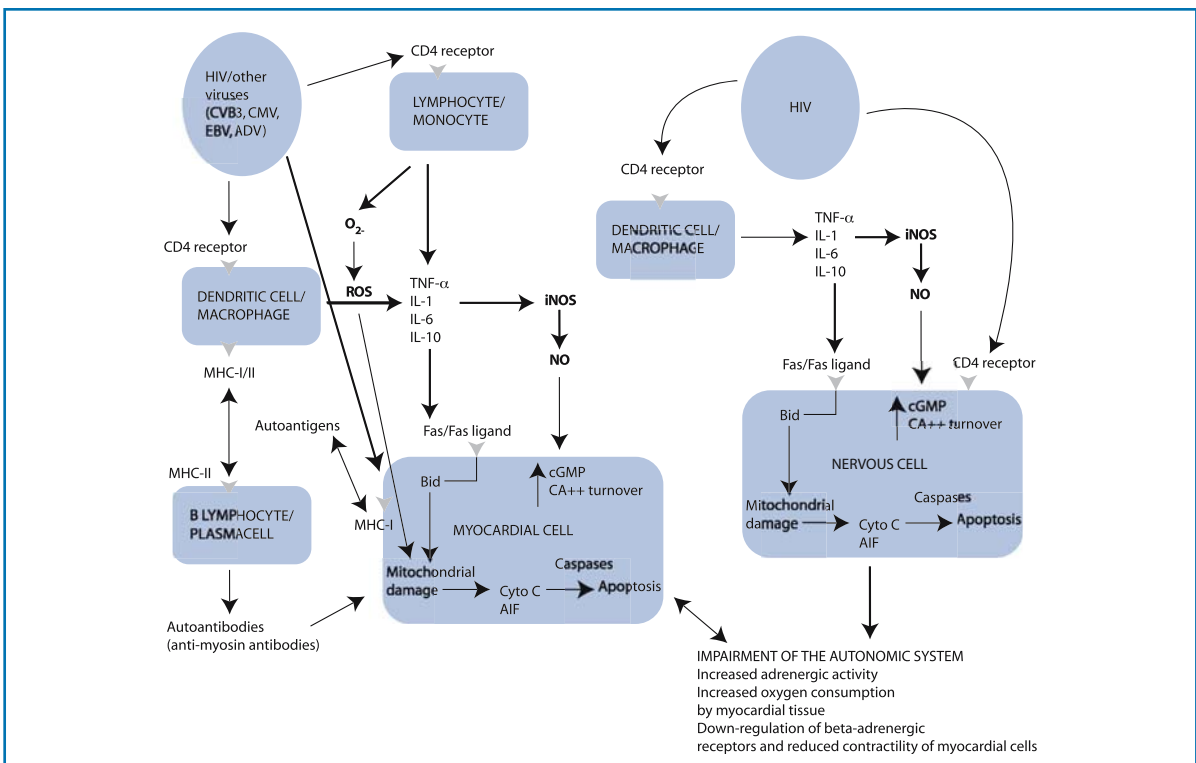 HIV/other
viruses
(CVB3, CMV,
EBV, ADV)
CD4 receptor
LYMPHOCYTE/
MONOCYTE
O2-
ROS
CD4 receptor
DENDRITIC CELL/
MACROPHAGE
TNF-α
IL-1
IL-6
IL-10
iNOS
NO
MHC-I/II
Autoantigens
Fas/Fas ligand
MHC-II
B LYMPHOCYTE/
PLASMACELL
MHC-I
Bid
cGMP
CA++ turnover
MYOCARDIAL CELL
Mitochondrial
damage
Cyto C
AIF
Caspases
Apoptosis
Autoantibodies
(anti-myosin antibodies)
HIV
CD4 receptor
DENDRITIC CELL/
MACROPHAGE
TNF-α
IL-1
IL-6
IL-10
iNOS
NO
Fas/Fas ligand
CD4 receptor
Bid
cGMP
CA++ turnover
NERVOUS CELL
Mitochondrial
damage
Cyto C
AIF
Caspases
Apoptosis
IMPAIRMENT OF THE AUTONOMIC SYSTEM
Increased adrenergic activity
Increased oxygen consumption
by myocardial tissue
Down-regulation of beta-adrenergic
receptors and reduced contractility of myocardial cells